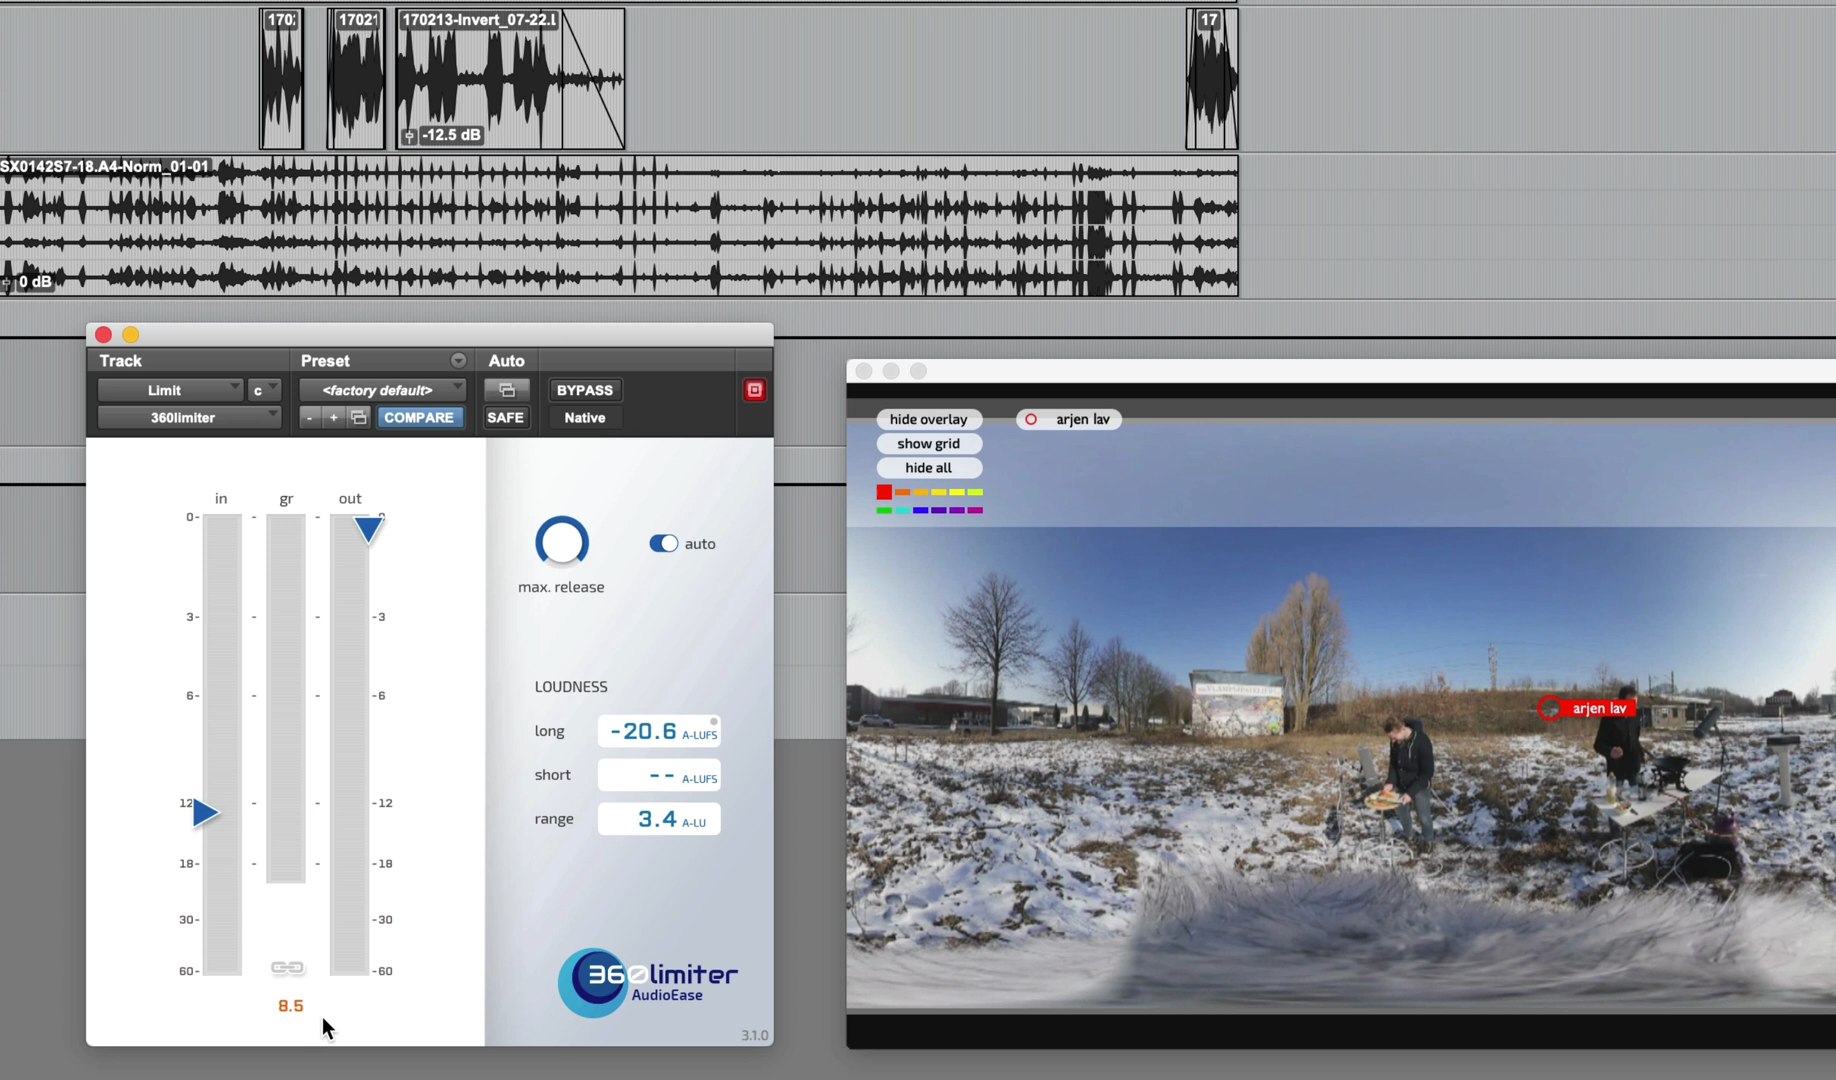 170
17021
170213-Invert_07-22.L
17
-12.5 dB
SX0142S7-18.A4-Norm_01-01
0 dB
Track
Preset
Auto
Limit
c
<factory default>
BYPASS
360limiter
-
+
COMPARE
SAFE
Native
in
gr
out
0-
-
-
3-
-
-
-3
6-
-
-
-6
12
-
-
-12
18-
-
-
-18
30-
-30
60-
-60
8.5
max. release
auto
LOUDNESS
long
-20.6 A-LUFS
short
-- A-LUFS
range
3.4 A-LU
360limiter
AudioEase
3.1.0
hide overlay
arjen lav
show grid
hide all
arjen lav